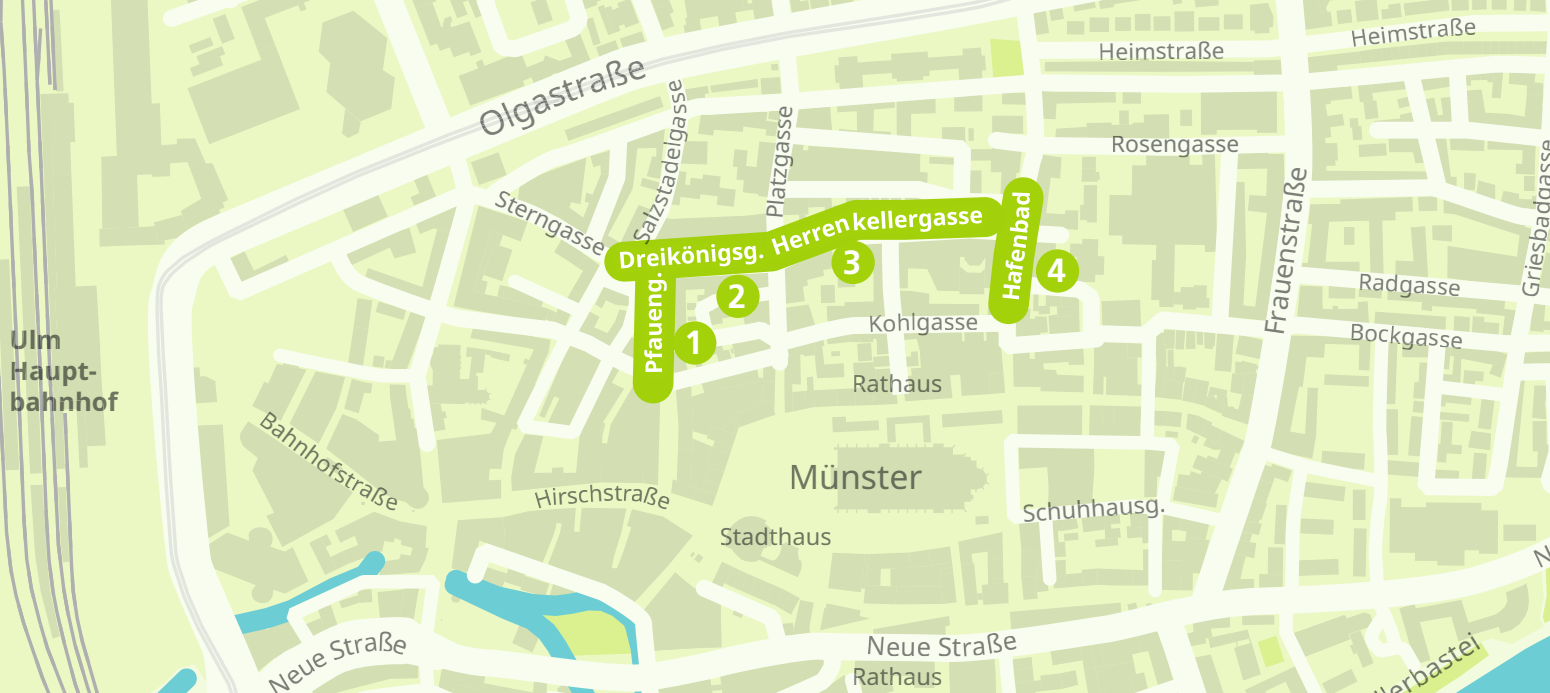 Heimstraße
Heimstraße
Olgastraße
Salzstadelgasse
Platzgasse
Rosengasse
Sterngasse
Frauenstraße
Griesbadgasse
Dreikönigsg.
Herrenkellergasse
Hafenbad
Pfaueng.
1
2
3
4
Radgasse
Kohlgasse
Bockgasse
Ulm
Haupt-
bahnhof
Rathaus
Bahnhofstraße
Münster
Hirschstraße
Schuhhausg.
Stadthaus
Neue Straße
Neue Straße
Rathaus
N
llerbastei